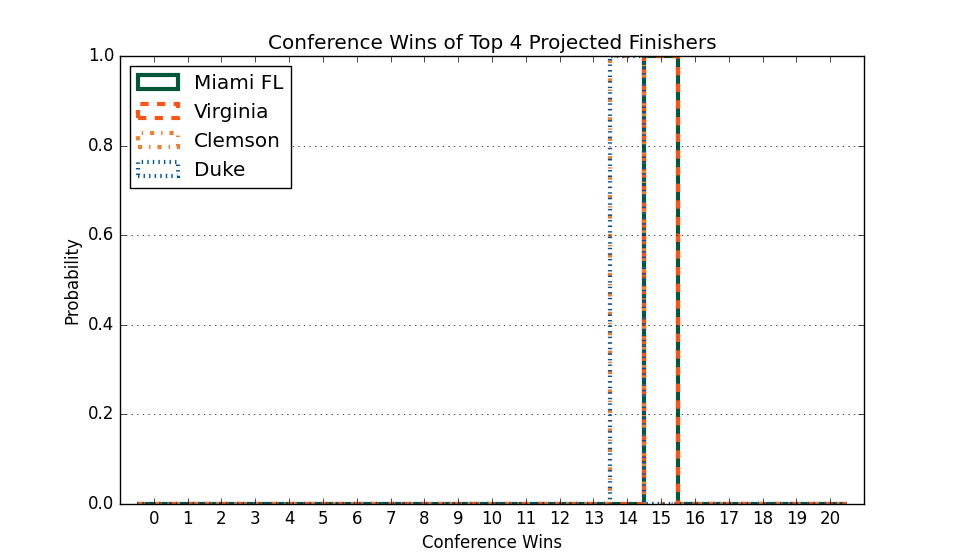 Conference Wins of Top 4 Projected Finishers
1.0
Miami FL
Virginia
Clemson
Duke
0.8
0.6
Probability
0.4
0.2
0.0
0 1 2 3 4 5 6 7 8 9 10 11 12 13 14 15 16 17 18 19 20
Conference Wins